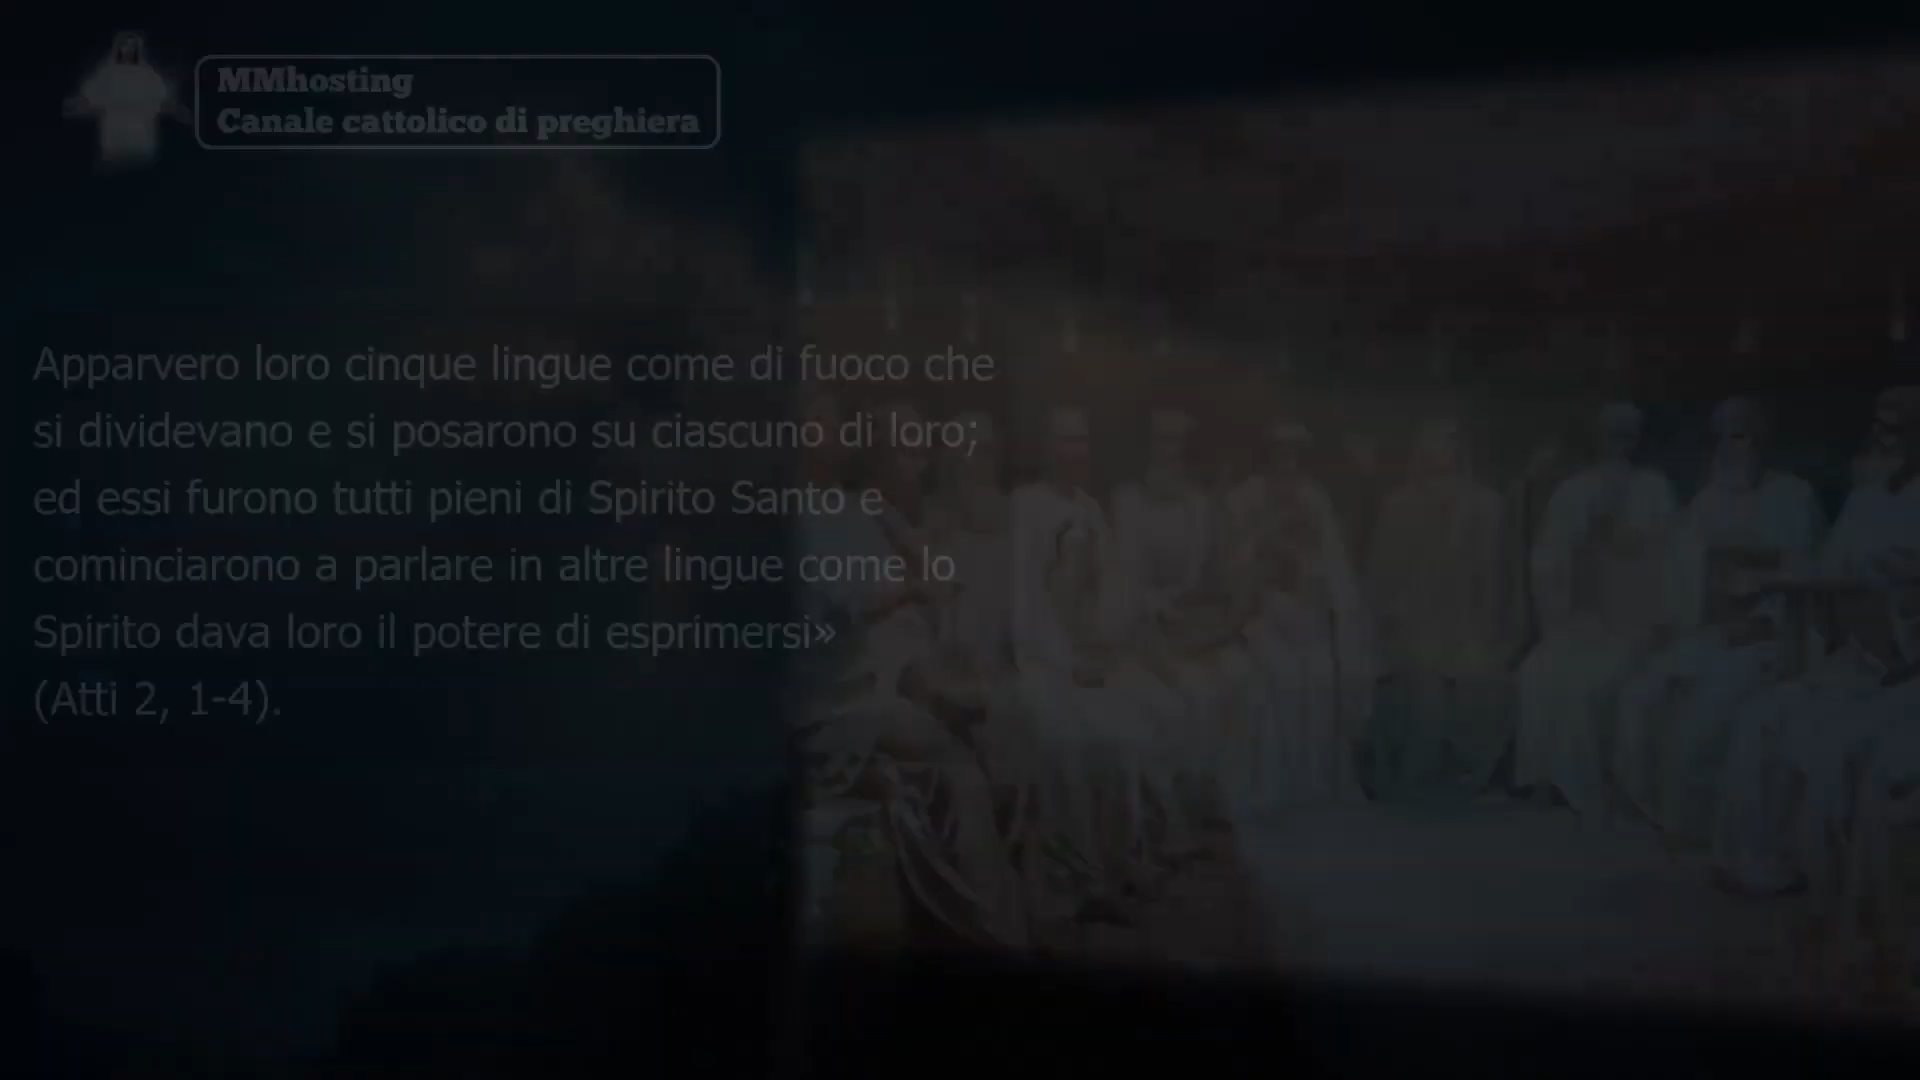 MMhosting
Canale cattolico di preghiera
Apparvero loro cinque lingue come di fuoco che
si dividevano e si posarono su ciascuno di loro;
ed essi furono tutti pieni di Spirito Santo e
cominciarono a parlare in altre lingue come lo
Spirito dava loro il potere di esprimersi»
(Atti 2, 1-4).